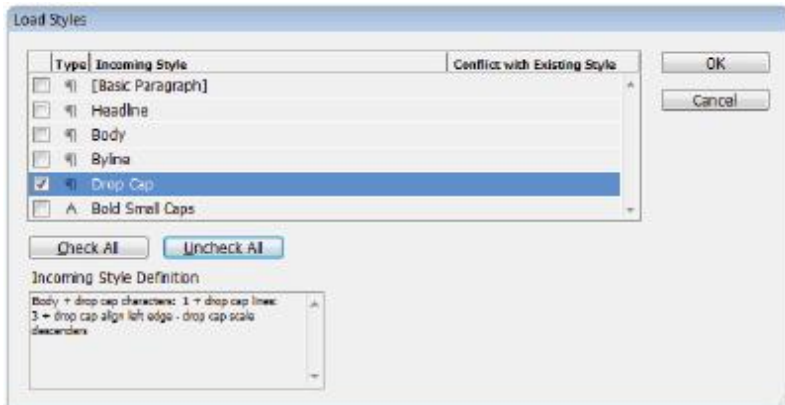 Load Styles
Type Incoming Style Conflict with Existing Style
OK
¶ [Basic Paragraph]
Cancel
¶ Headline
¶ Body
¶ Byline
¶ Drop Cap
A Bold Small Caps
Check All Uncheck All
Incoming Style Definition
Body + drop cap characters: 1 + drop cap lines:
3 + drop cap align left edge - drop cap scale
descenders